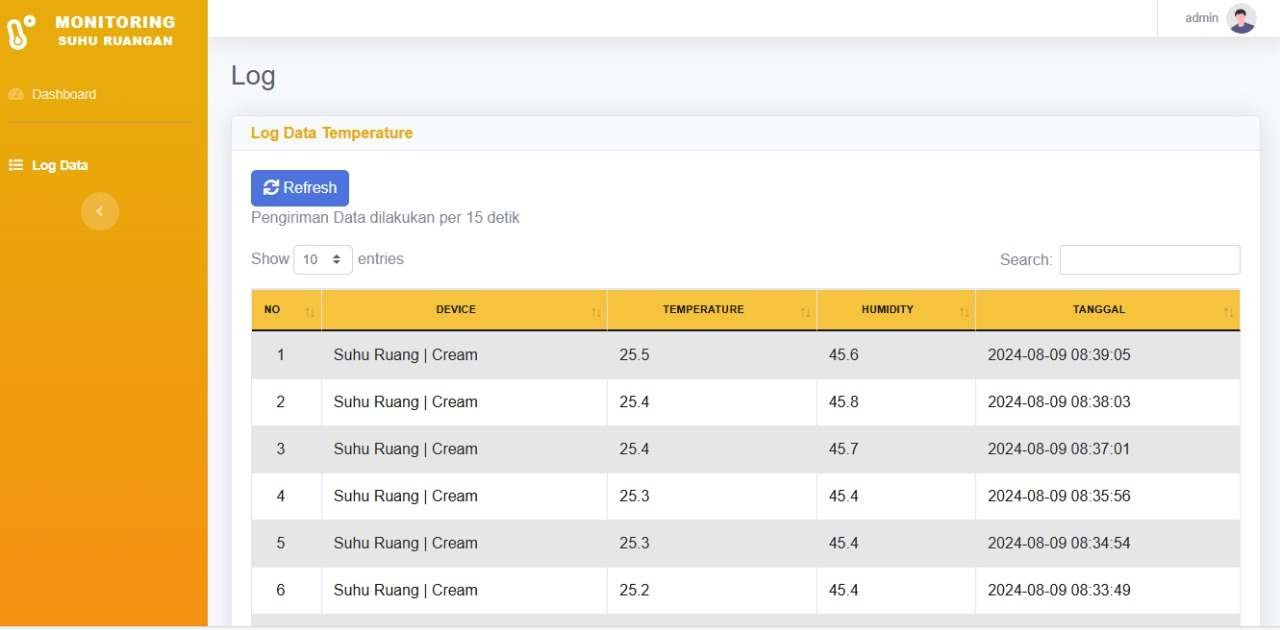 MONITORING
SUHU RUANGAN
admin
Dashboard
Log Data
Log
Log Data Temperature
Refresh
Pengiriman Data dilakukan per 15 detik
Show 10 entries
Search:
NO DEVICE TEMPERATURE HUMIDITY TANGGAL
1 Suhu Ruang | Cream 25.5 45.6 2024-08-09 08:39:05
2 Suhu Ruang | Cream 25.4 45.8 2024-08-09 08:38:03
3 Suhu Ruang | Cream 25.4 45.7 2024-08-09 08:37:01
4 Suhu Ruang | Cream 25.3 45.4 2024-08-09 08:35:56
5 Suhu Ruang | Cream 25.3 45.4 2024-08-09 08:34:54
6 Suhu Ruang | Cream 25.2 45.4 2024-08-09 08:33:49